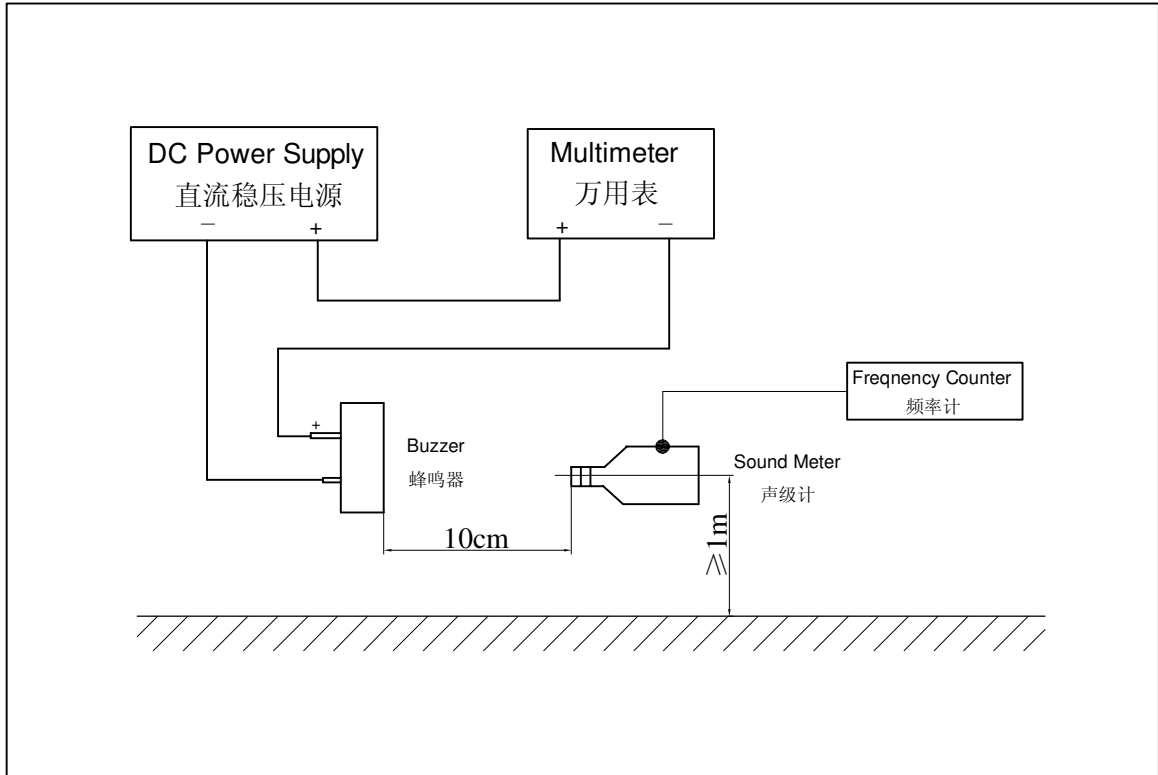 DC Power Supply
直流稳压电源
— +
Multimeter
万用表
+ —
Freqnency Counter
频率计
+
Buzzer
蜂鸣器
Sound Meter
声级计
10cm
≥1m